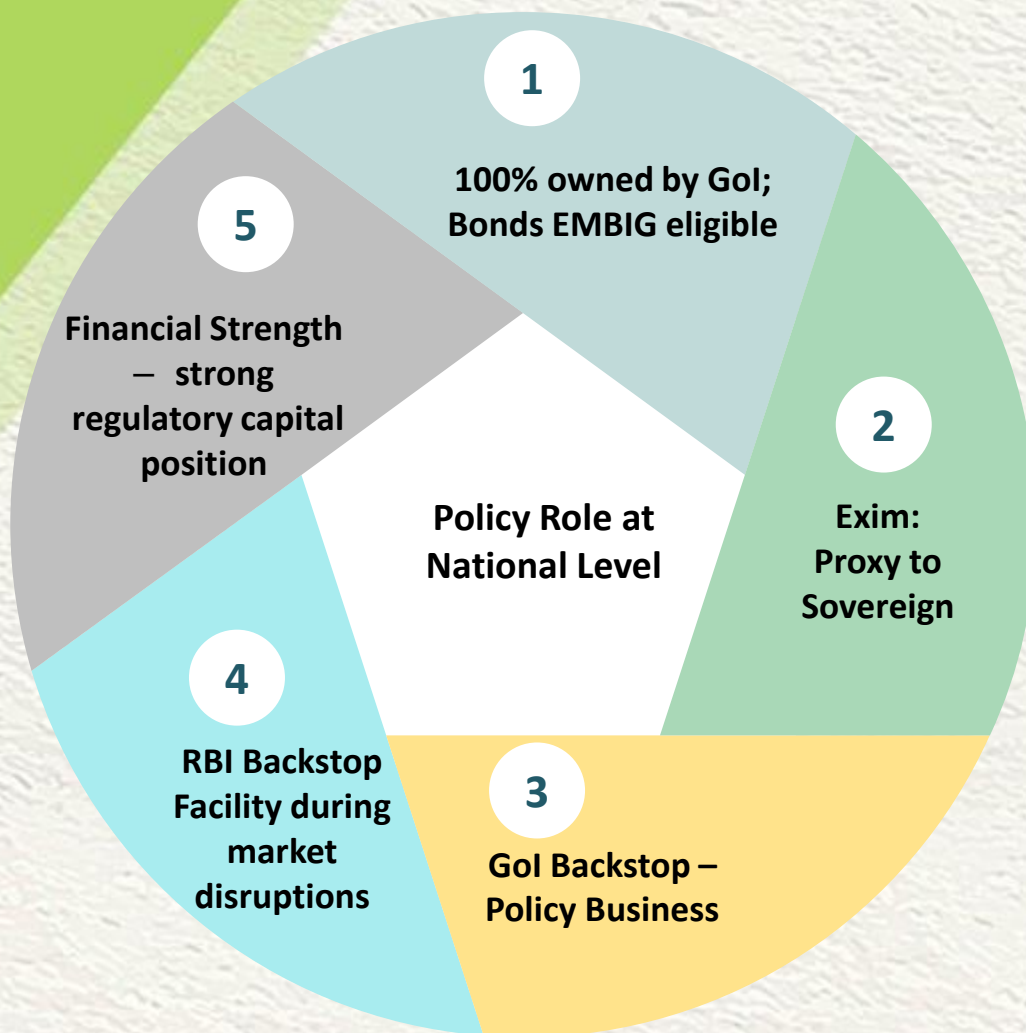 1
100% owned by GoI;
Bonds EMBIG eligible
2
Exim:
Proxy to
Sovereign
3
GoI Backstop –
Policy Business
4
RBI Backstop
Facility during
market
disruptions
5
Financial Strength
– strong
regulatory capital
position
Policy Role at
National Level